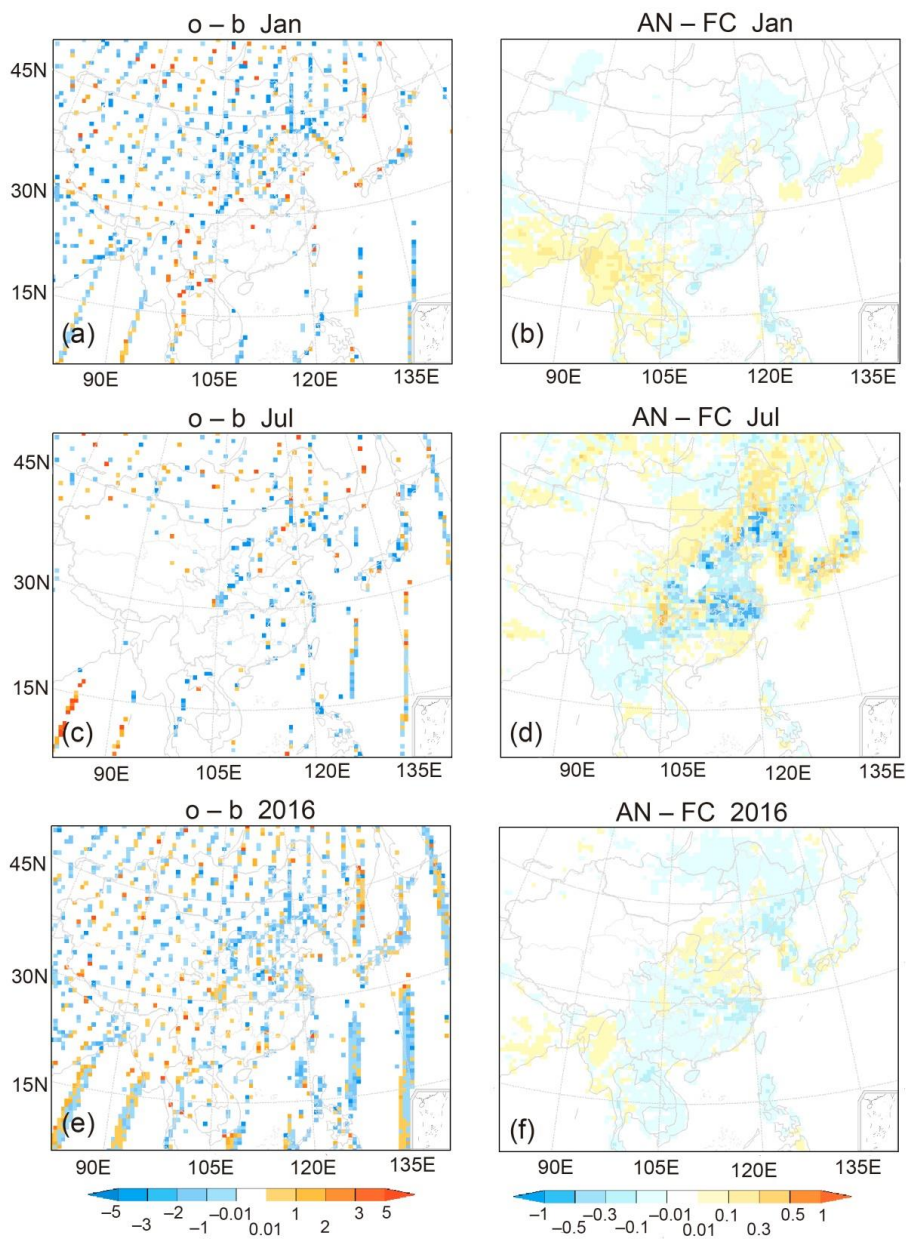 o – b Jan
AN – FC Jan
45N
30N
15N
(a)
(b)
90E 105E 120E 135E
90E 105E 120E 135E
o – b Jul
AN – FC Jul
45N
30N
15N
(c)
(d)
90E 105E 120E 135E
90E 105E 120E 135E
o – b 2016
AN – FC 2016
45N
30N
15N
(e)
(f)
90E 105E 120E 135E
90E 105E 120E 135E
–5 –2 –0.01 1 3 5
–3 –1 0.01 2
–1 –0.3 –0.01 0.1 0.5 1
–0.5 –0.1 0.01 0.3